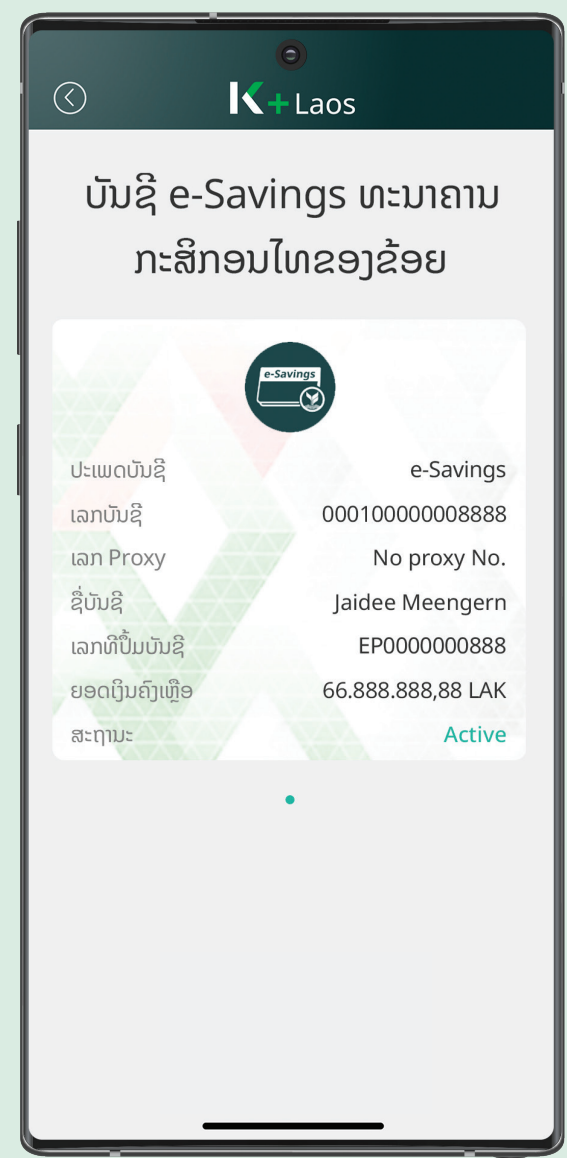 K+ Laos
ບັນຊີ e-Savings ທະນາຄານ
ກະສິກອນໄທຂອງຂ້ອຍ
e-Savings
ປະເພດບັນຊີ e-Savings
ເລກບັນຊີ 000100000008888
ເລກ Proxy No proxy No.
ຊື່ບັນຊີ Jaidee Meengern
ເລກທີປຶ້ມບັນຊີ EP0000000888
ຍອດເງິນຄົງເຫຼືອ 66.888.888,88 LAK
ສະຖານະ Active